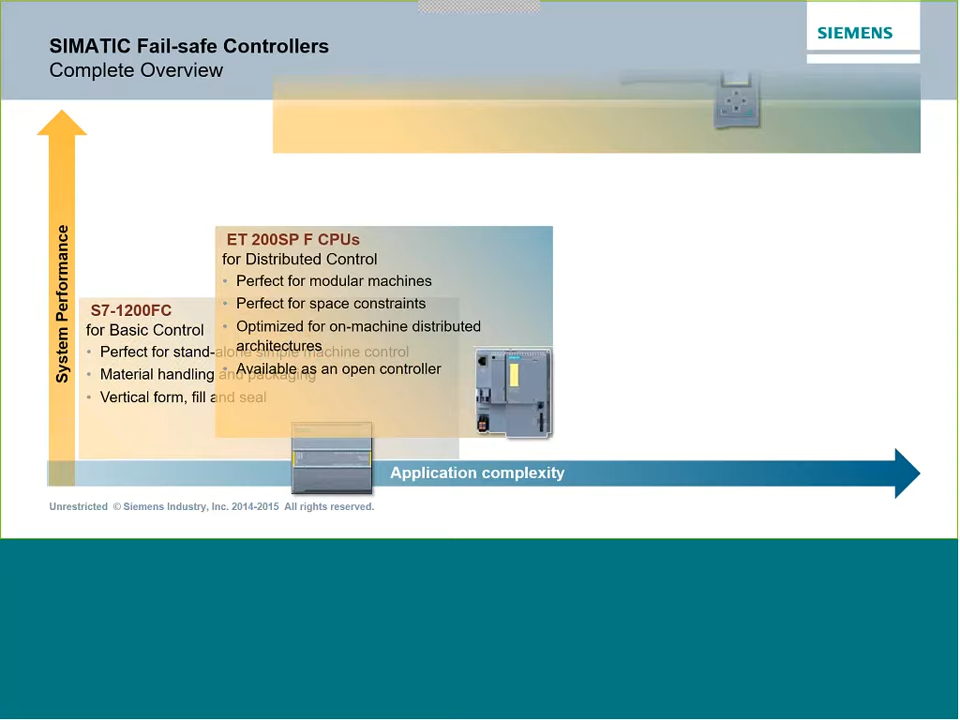 SIMATIC Fail-safe Controllers
Complete Overview
SIEMENS
System Performance
ET 200SP F CPUs
for Distributed Control
• Perfect for modular machines
• Perfect for space constraints
• Optimized for on-machine distributed
architectures
• Available as an open controller
S7-1200FC
for Basic Control
• Perfect for stand-alone simple machine control
• Material handling and packaging
• Vertical form, fill and seal
Application complexity
Unrestricted © Siemens Industry, Inc. 2014-2015 All rights reserved.